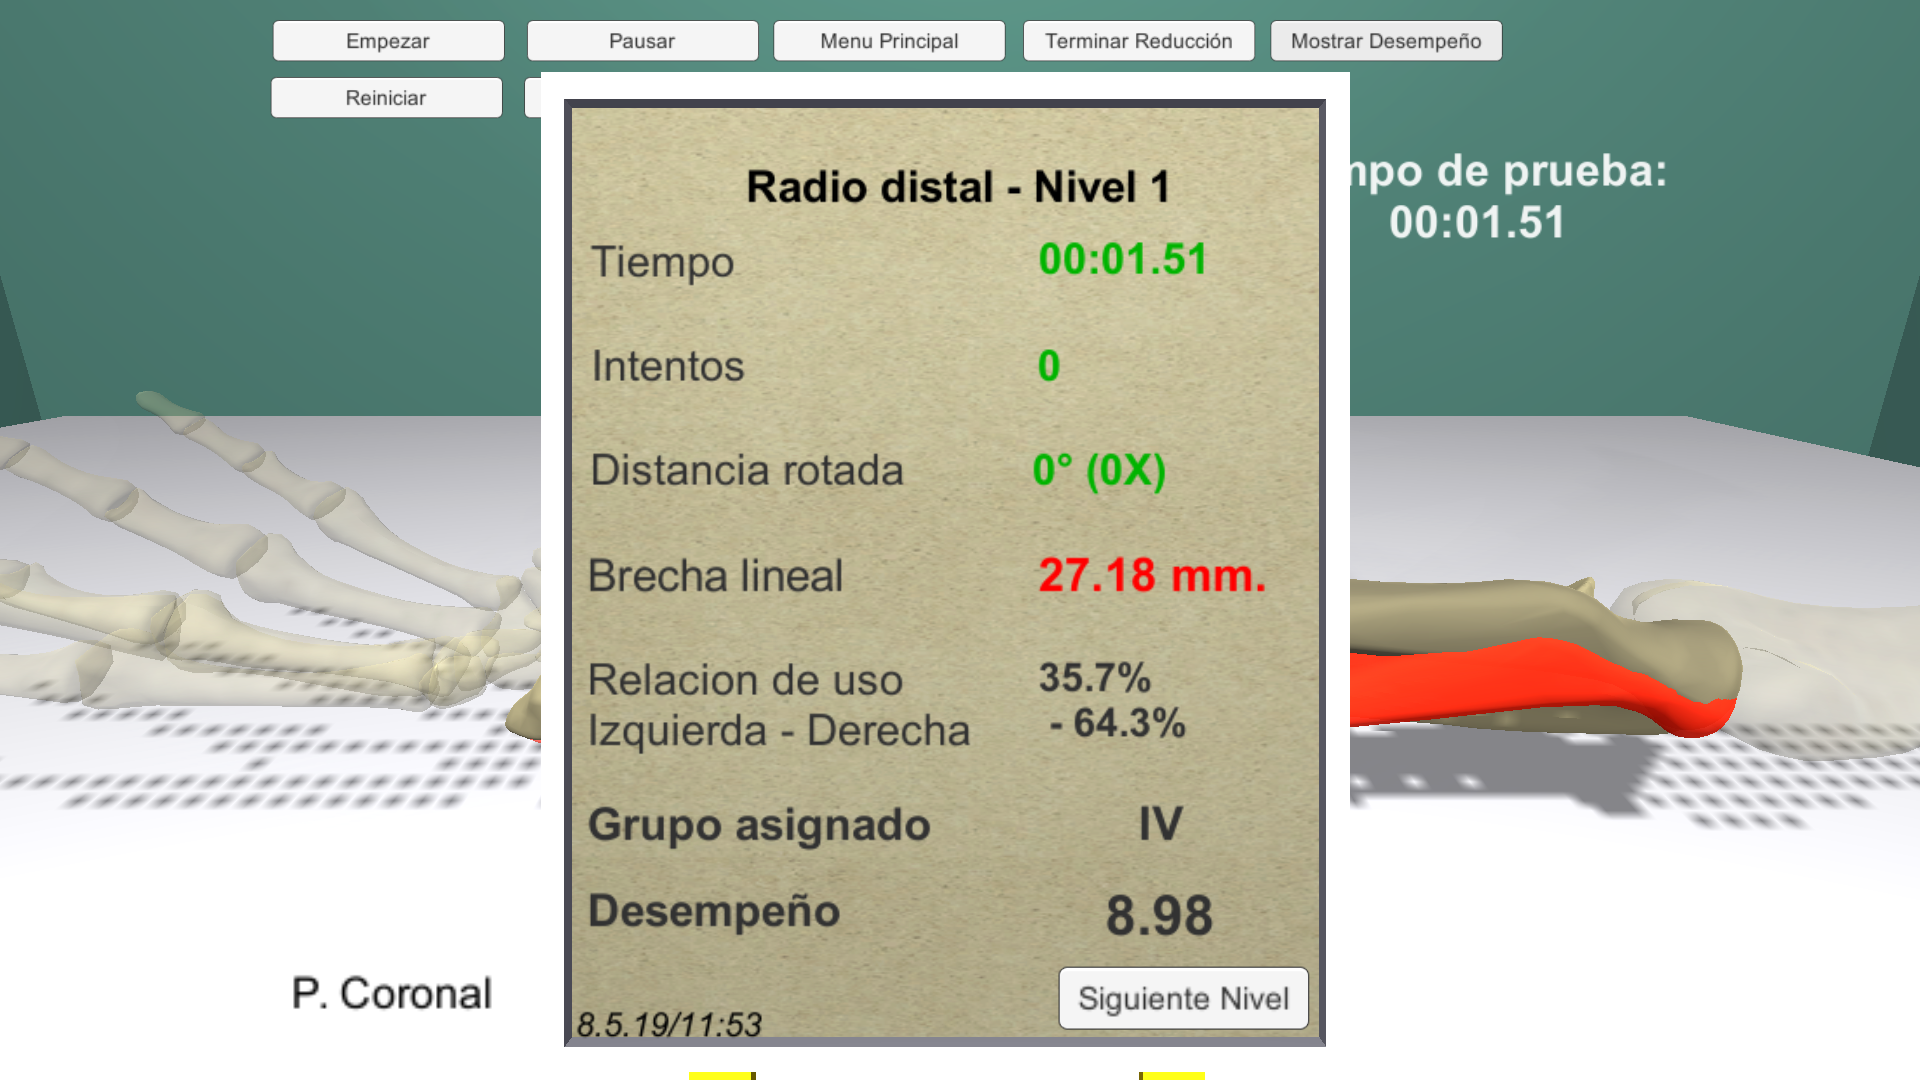 Empezar
Pausar
Menu Principal
Terminar Reducción
Mostrar Desempeño
Reiniciar
mpo de prueba:
00:01.51
Radio distal - Nivel 1
Tiempo 00:01.51
Intentos 0
Distancia rotada 0° (0X)
Brecha lineal 27.18 mm.
Relacion de uso 35.7%
Izquierda - Derecha - 64.3%
Grupo asignado IV
Desempeño 8.98
Siguiente Nivel
8.5.19/11:53
P. Coronal